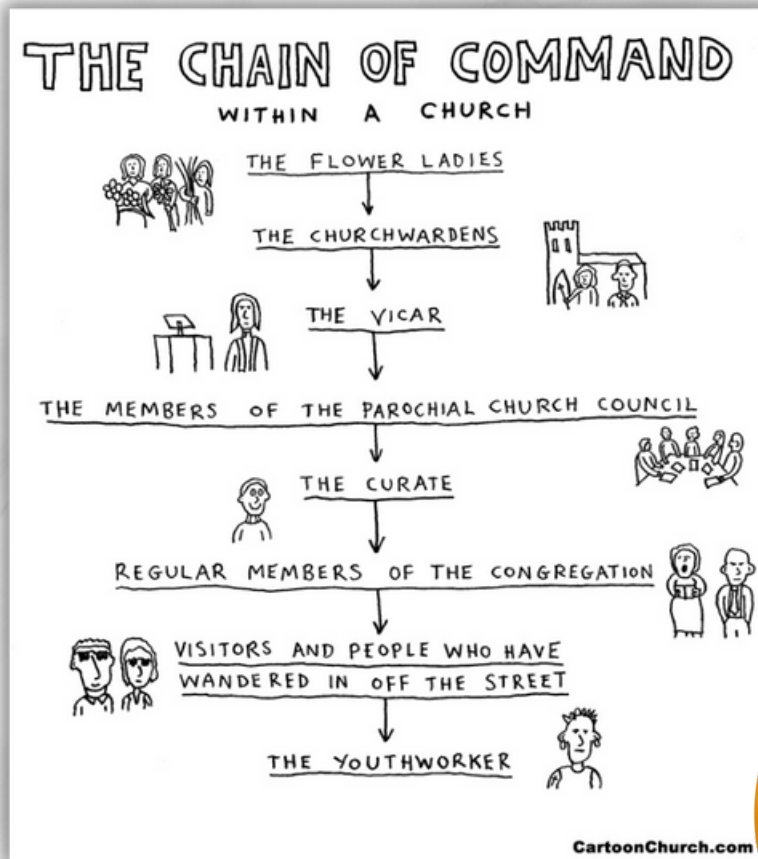 THE CHAIN OF COMMAND
WITHIN A CHURCH
THE FLOWER LADIES
THE CHURCHWARDENS
THE VICAR
THE MEMBERS OF THE PAROCHIAL CHURCH COUNCIL
THE CURATE
REGULAR MEMBERS OF THE CONGREGATION
VISITORS AND PEOPLE WHO HAVE
WANDERED IN OFF THE STREET
THE YOUTHWORKER
CartoonChurch.com